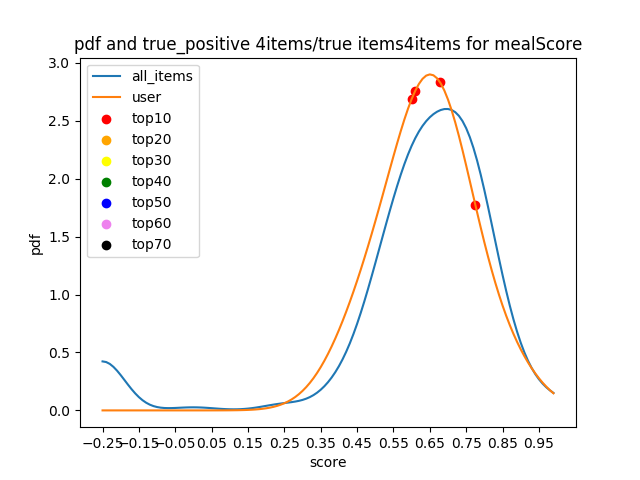 pdf and true_positive 4items/true items4items for mealScore
all_items
user
top10
top20
top30
top40
top50
top60
top70
3.0
2.5
2.0
1.5
1.0
0.5
0.0
pdf
−0.25 −0.15 −0.05 0.05 0.15 0.25 0.35 0.45 0.55 0.65 0.75 0.85 0.95
score